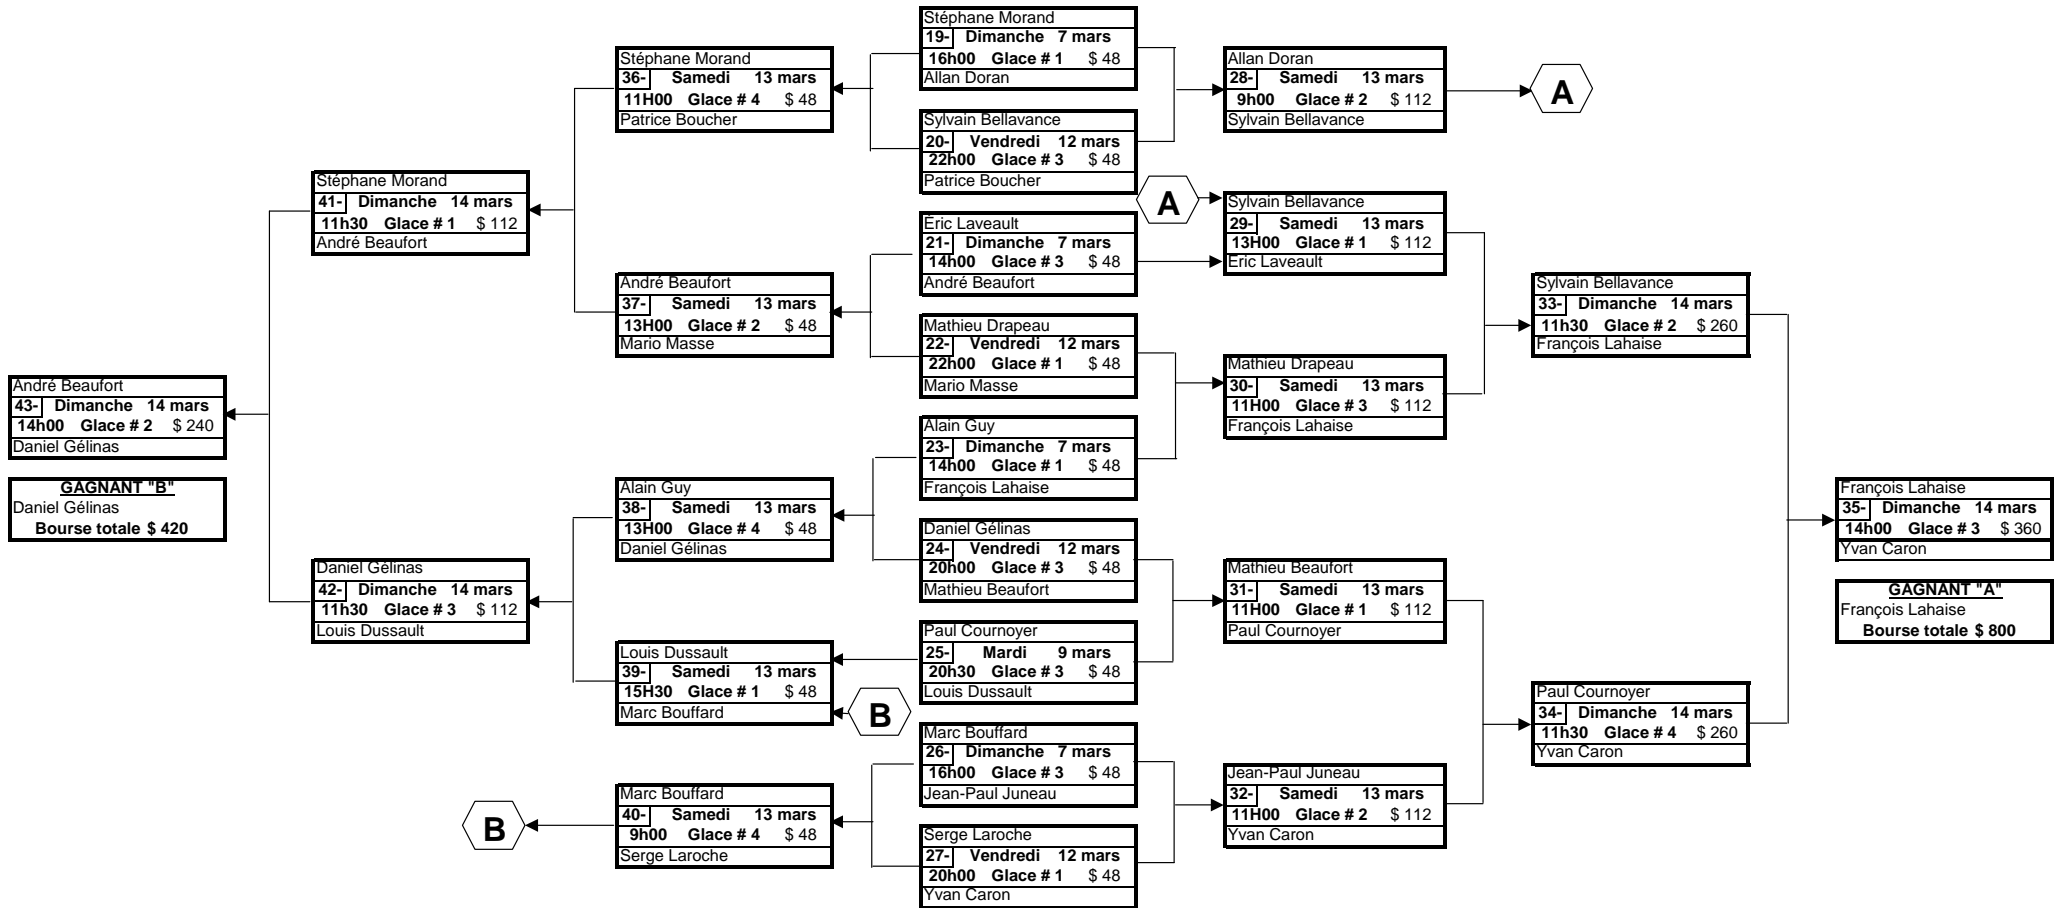 André Beaufort
43- Dimanche 14 mars
14h00 Glace # 2 $ 240
Daniel Gélinas
GAGNANT "B"
Daniel Gélinas
Bourse totale $ 420
Stéphane Morand
41- Dimanche 14 mars
11h30 Glace # 1 $ 112
André Beaufort
Daniel Gélinas
42- Dimanche 14 mars
11h30 Glace # 3 $ 112
Louis Dussault
Stéphane Morand
36- Samedi 13 mars
11H00 Glace # 4 $ 48
Patrice Boucher
André Beaufort
37- Samedi 13 mars
13H00 Glace # 2 $ 48
Mario Masse
Alain Guy
38- Samedi 13 mars
13H00 Glace # 4 $ 48
Daniel Gélinas
Louis Dussault
39- Samedi 13 mars
15H30 Glace # 1 $ 48
Marc Bouffard
B
Marc Bouffard
40- Samedi 13 mars
9h00 Glace # 4 $ 48
Serge Laroche
B
Stéphane Morand
19- Dimanche 7 mars
16h00 Glace # 1 $ 48
Allan Doran
Sylvain Bellavance
20- Vendredi 12 mars
22h00 Glace # 3 $ 48
Patrice Boucher
Éric Laveault
21- Dimanche 7 mars
14h00 Glace # 3 $ 48
André Beaufort
Mathieu Drapeau
22- Vendredi 12 mars
22h00 Glace # 1 $ 48
Mario Masse
Alain Guy
23- Dimanche 7 mars
14h00 Glace # 1 $ 48
François Lahaise
Daniel Gélinas
24- Vendredi 12 mars
20h00 Glace # 3 $ 48
Mathieu Beaufort
Paul Cournoyer
25- Mardi 9 mars
20h30 Glace # 3 $ 48
Louis Dussault
Marc Bouffard
26- Dimanche 7 mars
16h00 Glace # 3 $ 48
Jean-Paul Juneau
Serge Laroche
27- Vendredi 12 mars
20h00 Glace # 1 $ 48
Yvan Caron
Allan Doran
28- Samedi 13 mars
9h00 Glace # 2 $ 112
Sylvain Bellavance
A
A
Sylvain Bellavance
29- Samedi 13 mars
13H00 Glace # 1 $ 112
Éric Laveault
Mathieu Drapeau
30- Samedi 13 mars
11H00 Glace # 3 $ 112
François Lahaise
Mathieu Beaufort
31- Samedi 13 mars
11H00 Glace # 1 $ 112
Paul Cournoyer
Jean-Paul Juneau
32- Samedi 13 mars
11H00 Glace # 2 $ 112
Yvan Caron
Sylvain Bellavance
33- Dimanche 14 mars
11h30 Glace # 2 $ 260
François Lahaise
Paul Cournoyer
34- Dimanche 14 mars
11h30 Glace # 4 $ 260
Yvan Caron
François Lahaise
35- Dimanche 14 mars
14h00 Glace # 3 $ 360
Yvan Caron
GAGNANT "A"
François Lahaise
Bourse totale $ 800